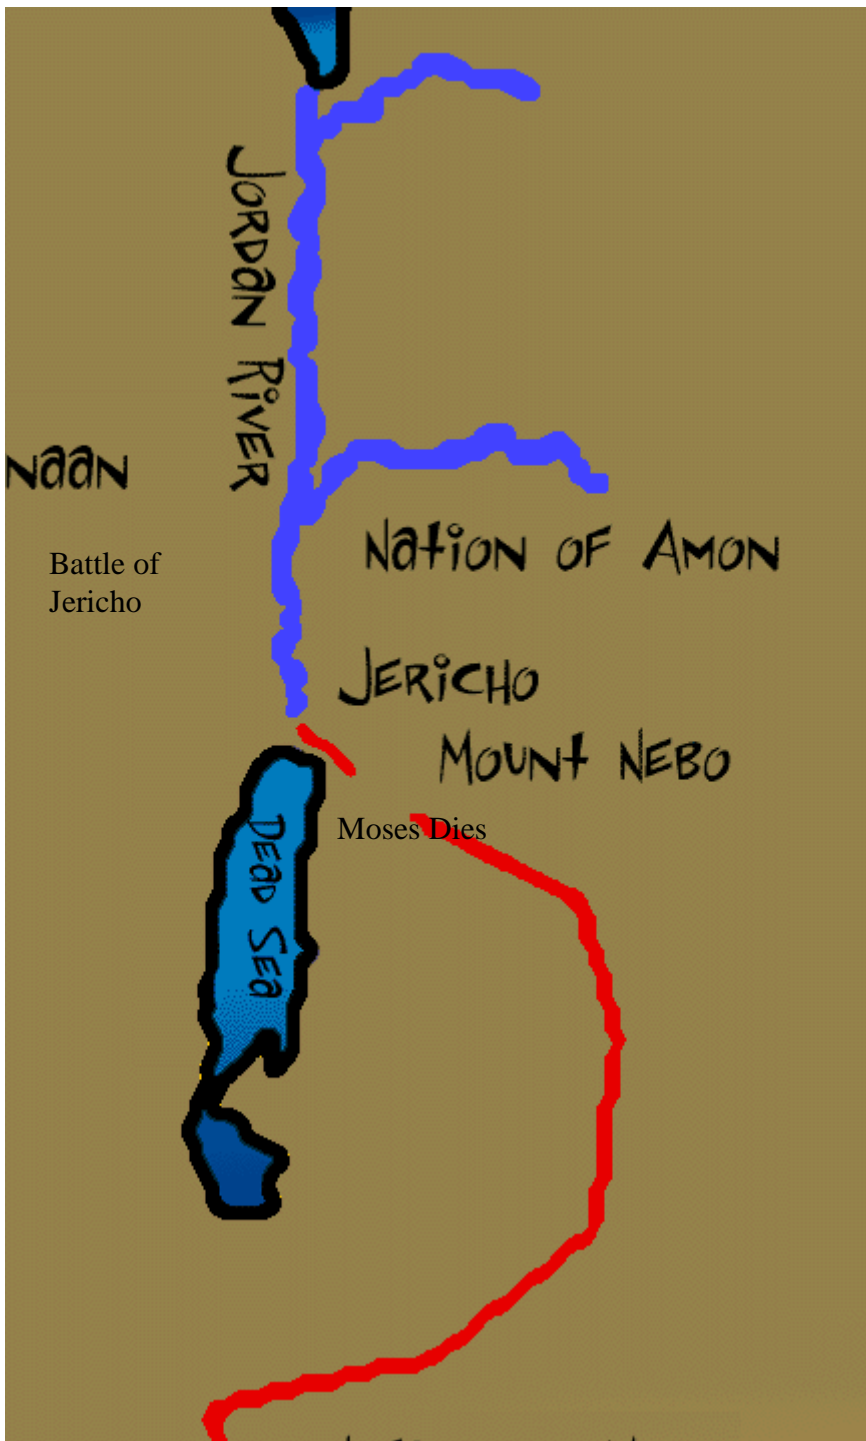 Jordan River
naan
Nation of Amon
Battle of
Jericho
Jericho
Mount Nebo
Moses Dies
Dead Sea